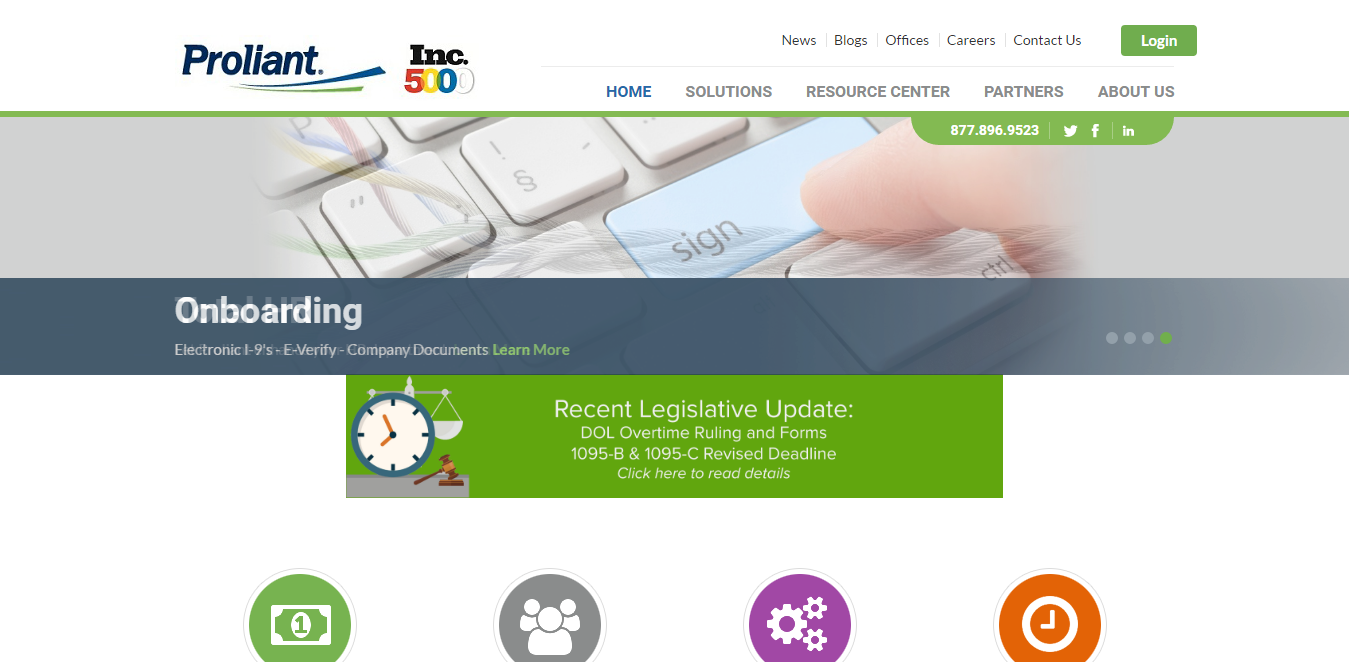 Proliant.
Inc.
5000
News
Blogs
Offices
Careers
Contact Us
Login
HOME
SOLUTIONS
RESOURCE CENTER
PARTNERS
ABOUT US
877.896.9523
P
!
§
"
sign
ctrl
Onboarding
Electronic I-9's - E-Verify - Company Documents Learn More
Recent Legislative Update:
DOL Overtime Ruling and Forms
1095-B & 1095-C Revised Deadline
Click here to read details
1